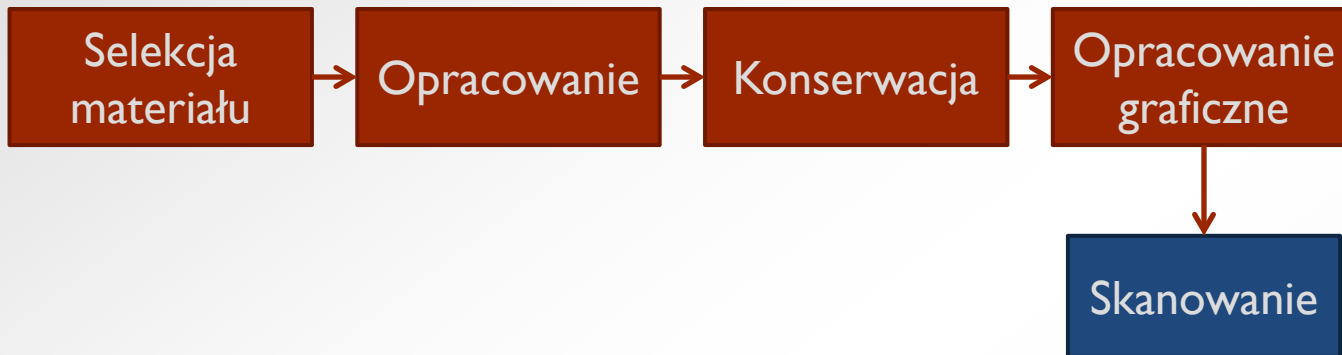 Selekcja
materiału
Opracowanie
Konserwacja
Opracowanie
graficzne
Skanowanie